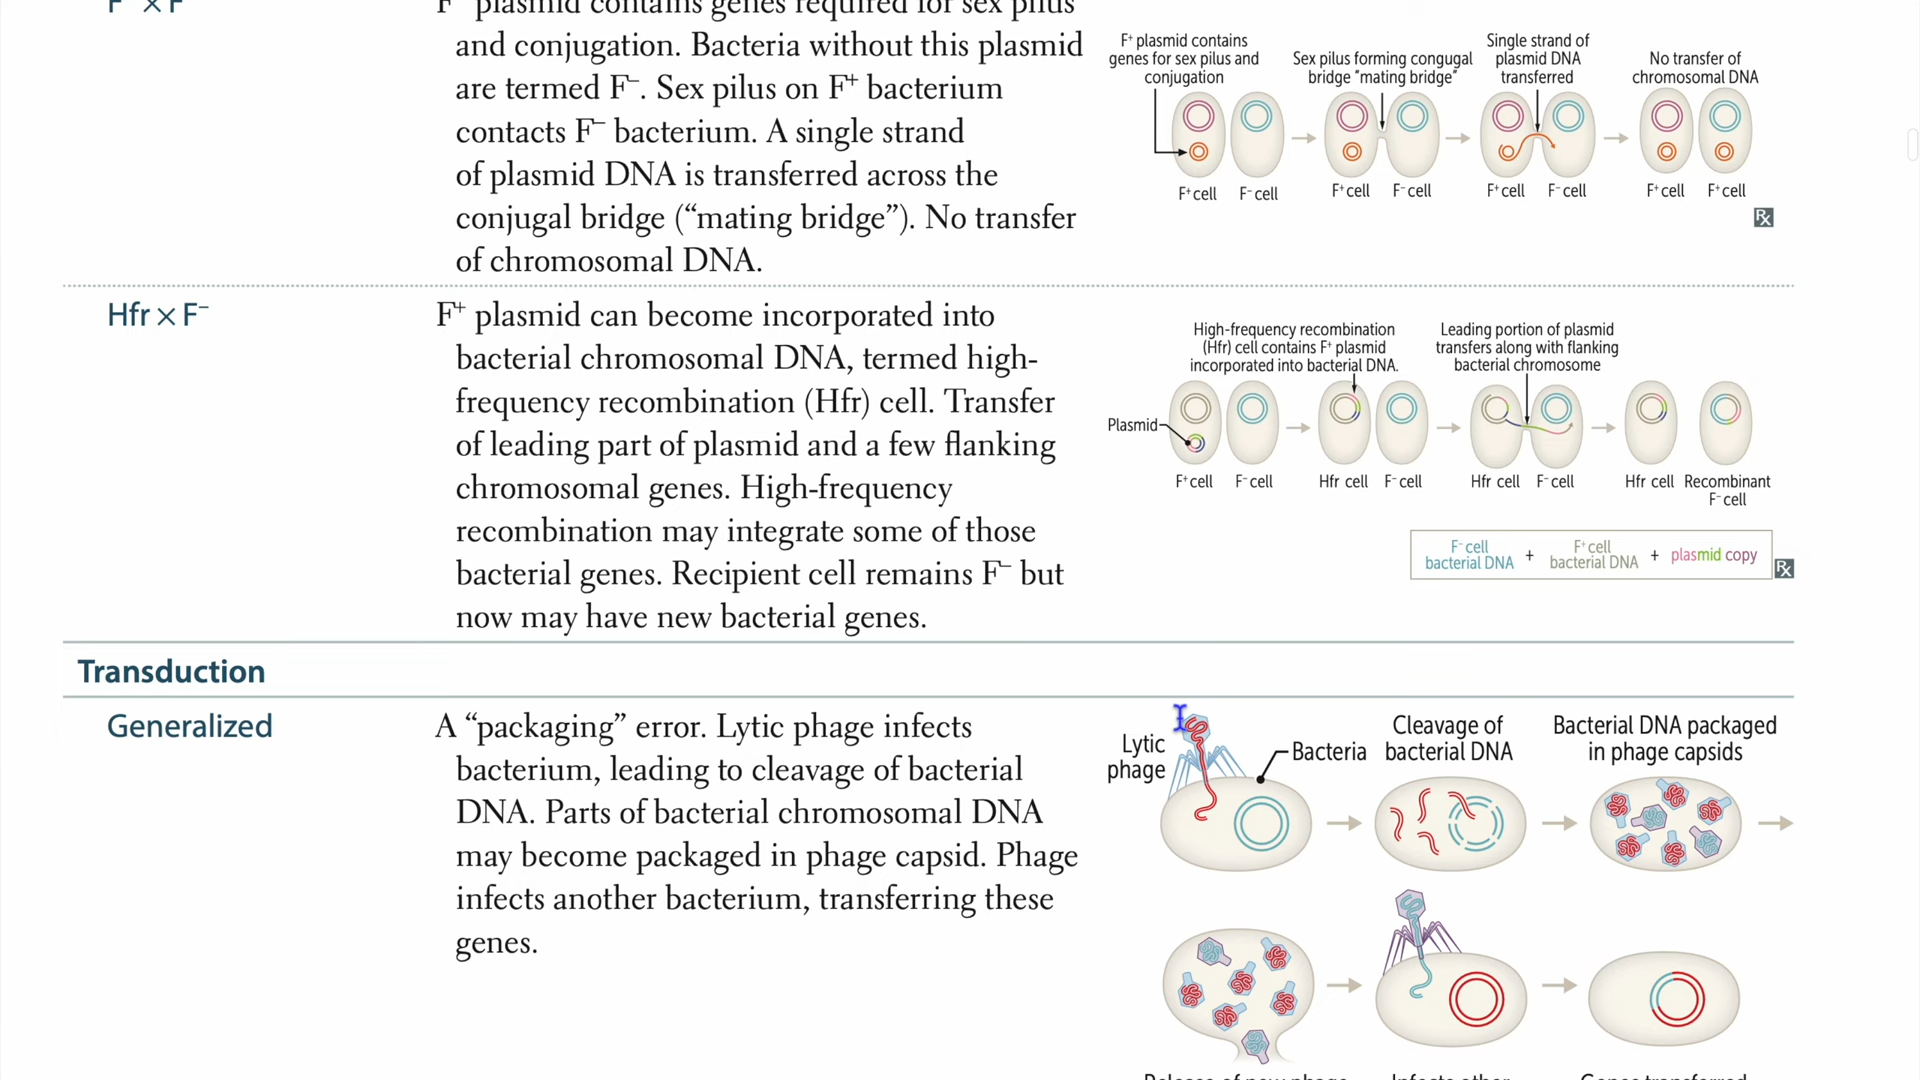 F⁺ × F⁻
F⁺ plasmid contains genes required for sex pilus
and conjugation. Bacteria without this plasmid
are termed F⁻. Sex pilus on F⁺ bacterium
contacts F⁻ bacterium. A single strand
of plasmid DNA is transferred across the
conjugal bridge (“mating bridge”). No transfer
of chromosomal DNA.
F⁺ plasmid contains
genes for sex pilus and
conjugation
Sex pilus forming congugal
bridge “mating bridge”
Single strand of
plasmid DNA
transferred
No transfer of
chromosomal DNA
F⁺ cell F⁻ cell
F⁺ cell F⁻ cell
F⁺ cell F⁻ cell
F⁺ cell F⁺ cell
Rx
Hfr × F⁻
F⁺ plasmid can become incorporated into
bacterial chromosomal DNA, termed high-
frequency recombination (Hfr) cell. Transfer
of leading part of plasmid and a few flanking
chromosomal genes. High-frequency
recombination may integrate some of those
bacterial genes. Recipient cell remains F⁻ but
now may have new bacterial genes.
High-frequency recombination
(Hfr) cell contains F⁺ plasmid
incorporated into bacterial DNA.
Leading portion of plasmid
transfers along with flanking
bacterial chromosome
Plasmid
F⁺ cell F⁻ cell
Hfr cell F⁻ cell
Hfr cell F⁻ cell
Hfr cell Recombinant
F⁻ cell
F⁻ cell
bacterial DNA
+
F⁺ cell
bacterial DNA
+
plasmid copy
Rx
Transduction
Generalized
A “packaging” error. Lytic phage infects
bacterium, leading to cleavage of bacterial
DNA. Parts of bacterial chromosomal DNA
may become packaged in phage capsid. Phage
infects another bacterium, transferring these
genes.
Lytic
phage
Bacteria
Cleavage of
bacterial DNA
Bacterial DNA packaged
in phage capsids
Release of new phage
Infects other
Genes transferred